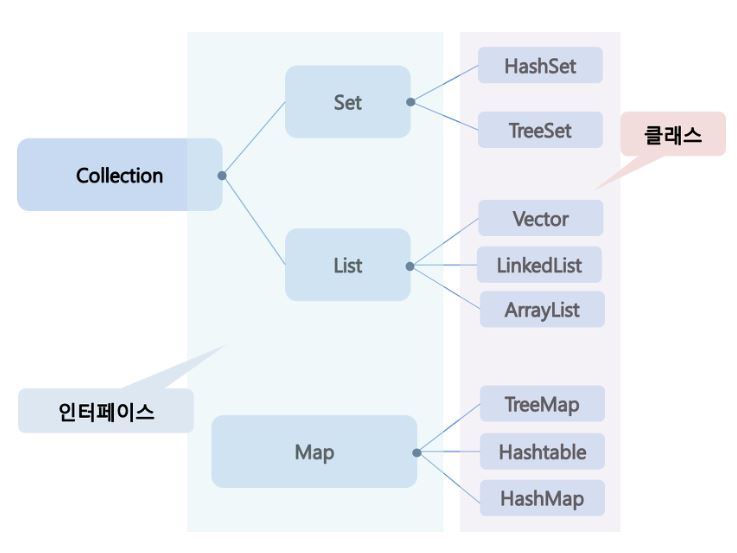 Collection
Set
HashSet
TreeSet
클래스
List
Vector
LinkedList
ArrayList
인터페이스
Map
TreeMap
Hashtable
HashMap